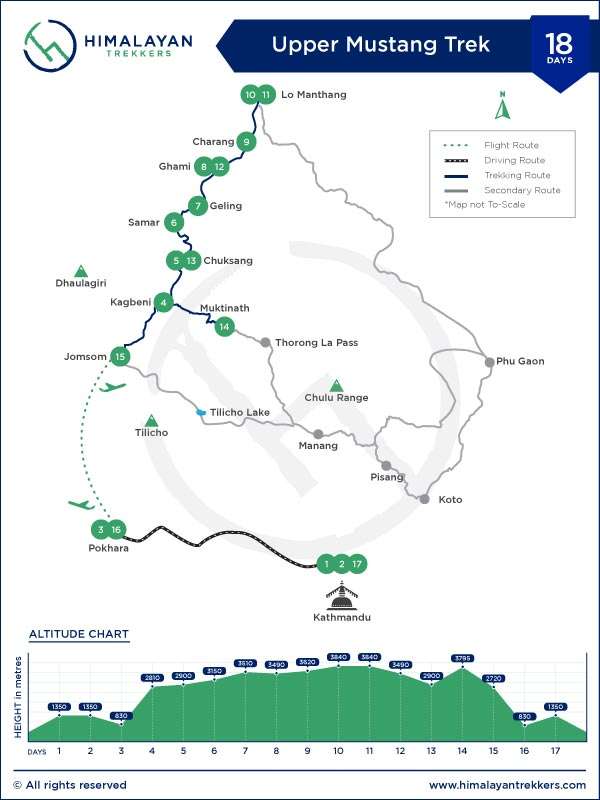 HIMALAYAN
TREKKERS
Upper Mustang Trek
18
DAYS
10 11 Lo Manthang
N
Flight Route
Driving Route
Trekking Route
Secondary Route
*Map not To-Scale
Charang 9
Ghami 8 12
7 Geling
Samar 6
5 13 Chuksang
Dhaulagiri
Kagbeni 4
Muktinath
14
Thorong La Pass
Jomsom 15
Phu Gaon
Chulu Range
Tilicho Lake
Tilicho
Manang
Pisang
Koto
3 16
Pokhara
1 2 17
Kathmandu
ALTITUDE CHART
HEIGHT in metres
1350 1350 830 2810 2900 3150 3510 3490 3620 3840 3840 3490 2900 3795 2720 830 1350
DAYS 1 2 3 4 5 6 7 8 9 10 11 12 13 14 15 16 17
© All rights reserved
www.himalayantrekkers.com